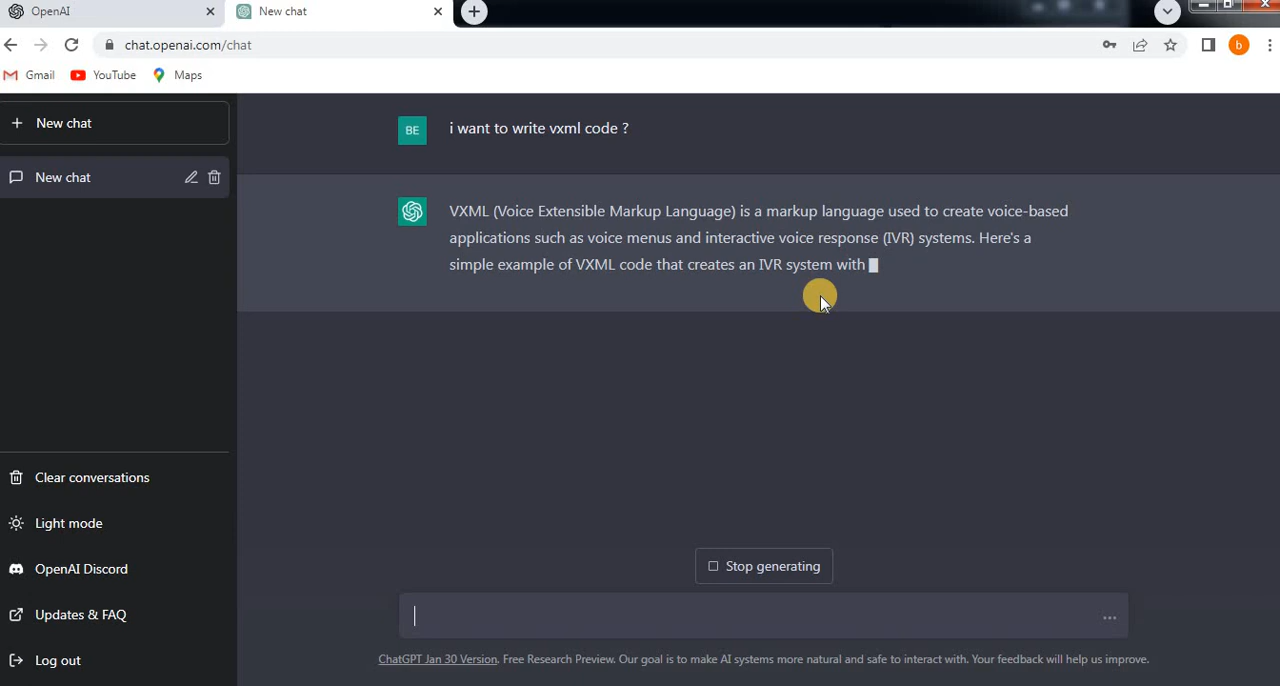 OpenAI
New chat
chat.openai.com/chat
b
Gmail
YouTube
Maps
New chat
New chat
Clear conversations
Light mode
OpenAI Discord
Updates & FAQ
Log out
BE
i want to write vxml code ?
VXML (Voice Extensible Markup Language) is a markup language used to create voice-based
applications such as voice menus and interactive voice response (IVR) systems. Here's a
simple example of VXML code that creates an IVR system with
Stop generating
ChatGPT Jan 30 Version. Free Research Preview. Our goal is to make AI systems more natural and safe to interact with. Your feedback will help us improve.